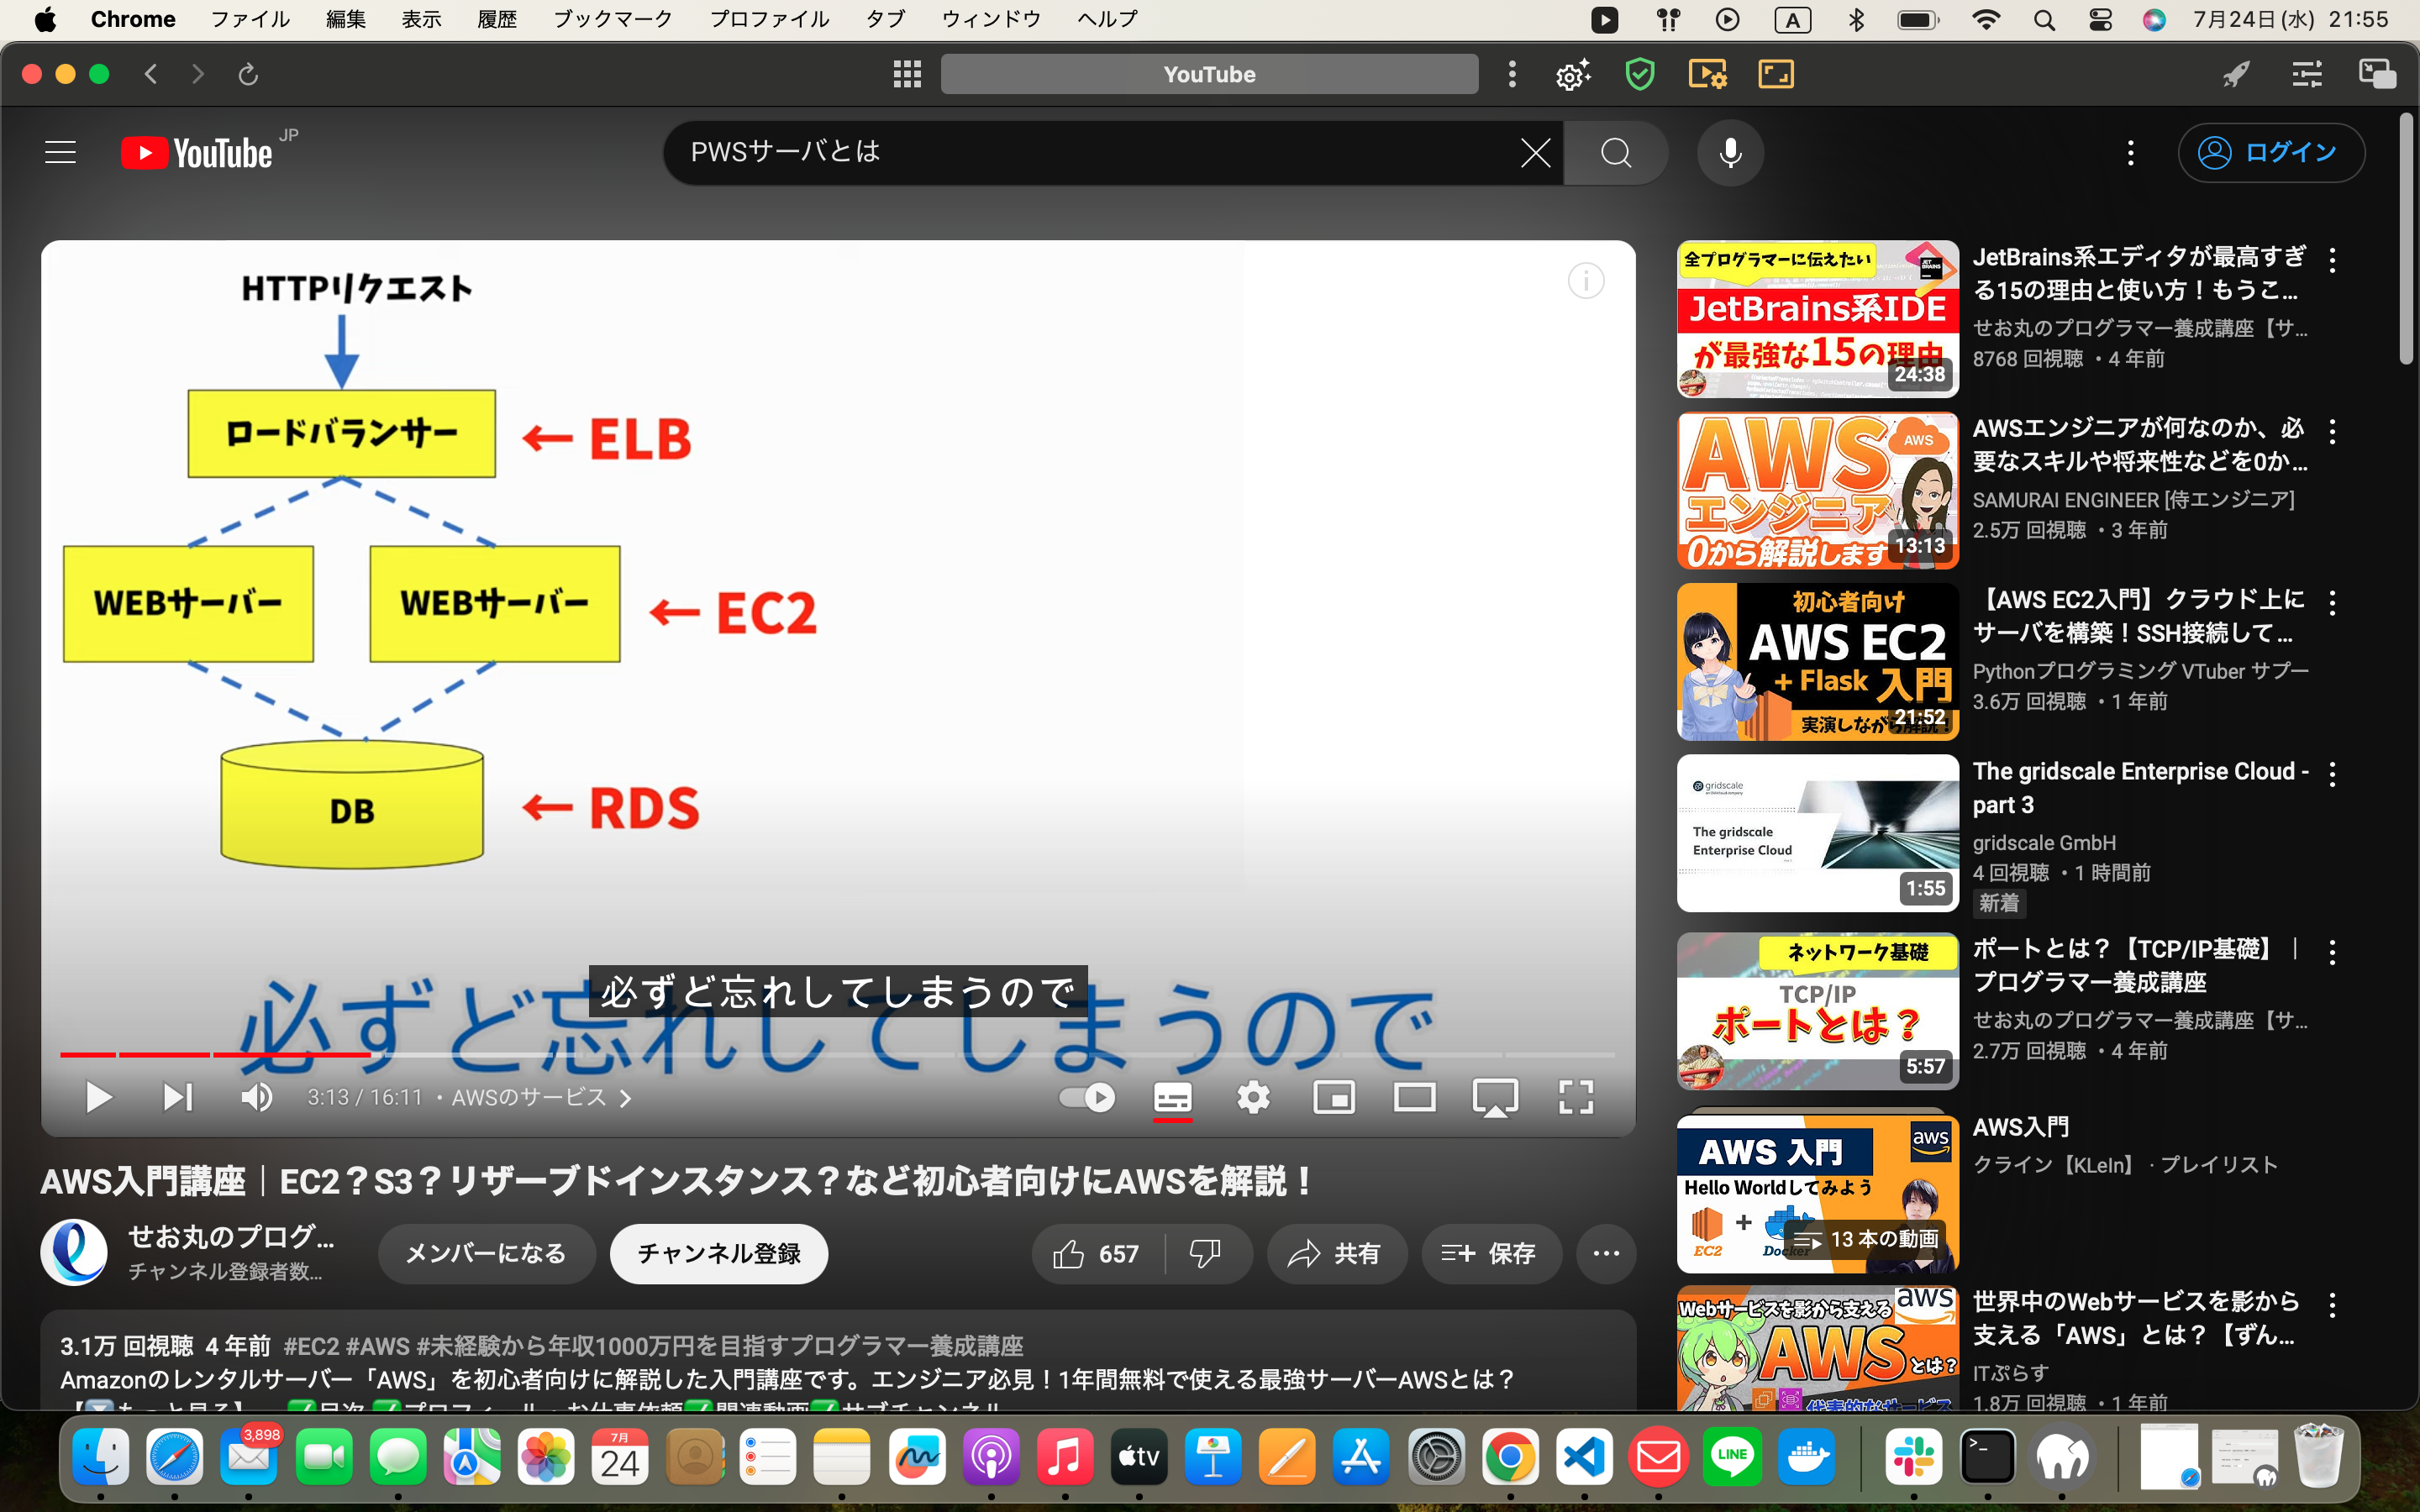 Chrome ファイル 編集 表示 履歴 ブックマーク プロファイル タブ ウィンドウ ヘルプ
A 7月24日(水) 21:55
YouTube
YouTube JP
PWSサーバとは
ログイン
HTTPリクエスト
ロードバランサー
← ELB
WEBサーバー
WEBサーバー
← EC2
DB
← RDS
必ずど忘れしてしまうので
必ずど忘れしてしまうので
3:13 / 16:11 ・AWSのサービス
AWS入門講座｜EC2？S3？リザーブドインスタンス？など初心者向けにAWSを解説！
せお丸のプログ...
チャンネル登録者数...
メンバーになる
チャンネル登録
657
共有
保存
3.1万 回視聴 4 年前 #EC2 #AWS #未経験から年収1000万円を目指すプログラマー養成講座
Amazonのレンタルサーバー「AWS」を初心者向けに解説した入門講座です。エンジニア必見！1年間無料で使える最強サーバーAWSとは？
全プログラマーに伝えたい
JET BRAINS
JetBrains系IDE
が最強な15の理由
24:38
JetBrains系エディタが最高すぎ
る15の理由と使い方！もうこ...
せお丸のプログラマー養成講座【サ...
8768 回視聴 ・4 年前
AWS
AWS
エンジニア
0から解説します
13:13
AWSエンジニアが何なのか、必
要なスキルや将来性などを0か...
SAMURAI ENGINEER [侍エンジニア]
2.5万 回視聴 ・3 年前
初心者向け
AWS EC2
+ Flask 入門
実演しながら解説！
21:52
【AWS EC2入門】クラウド上に
サーバを構築！SSH接続して...
Pythonプログラミング VTuber サプー
3.6万 回視聴 ・1 年前
gridscale
The gridscale
Enterprise Cloud
1:55
The gridscale Enterprise Cloud -
part 3
gridscale GmbH
4 回視聴 ・1 時間前
新着
ネットワーク基礎
TCP/IP
ポートとは？
5:57
ポートとは？【TCP/IP基礎】｜
プログラマー養成講座
せお丸のプログラマー養成講座【サ...
2.7万 回視聴 ・4 年前
AWS 入門
aws
Hello Worldしてみよう
EC2
+
Docker
13 本の動画
AWS入門
クライン【KLeIn】 · プレイリスト
Webサービスを影から支える
aws
AWSとは？
代表的なサービス
世界中のWebサービスを影から
支える「AWS」とは？【ずん...
ITぷらす
1.8万 回視聴 ・1 年前
3,898
7月
24
tv
LINE